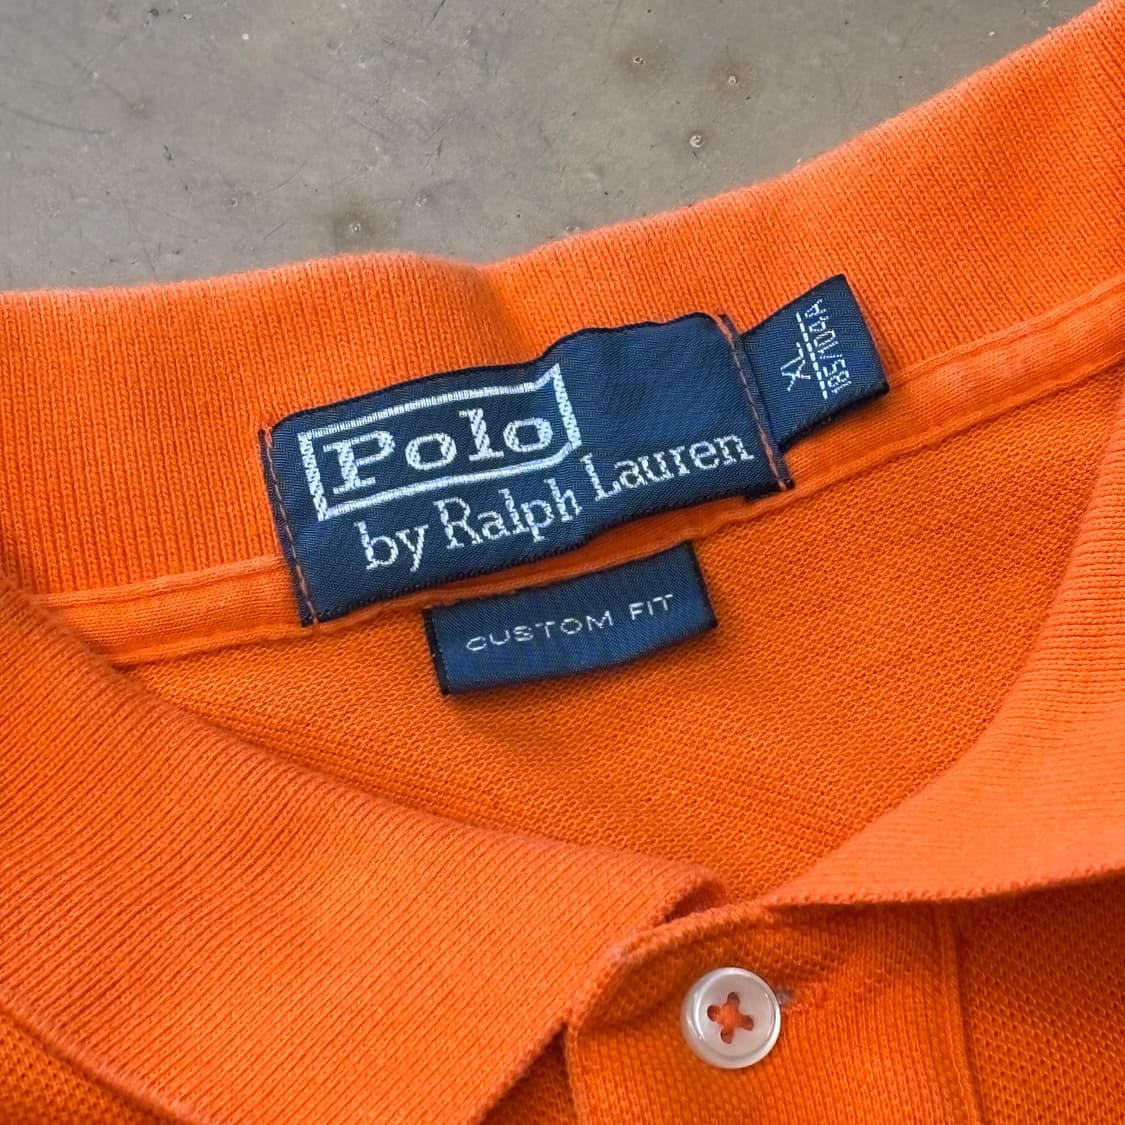 Polo
by Ralph Lauren
XL
185/104A
CUSTOM FIT